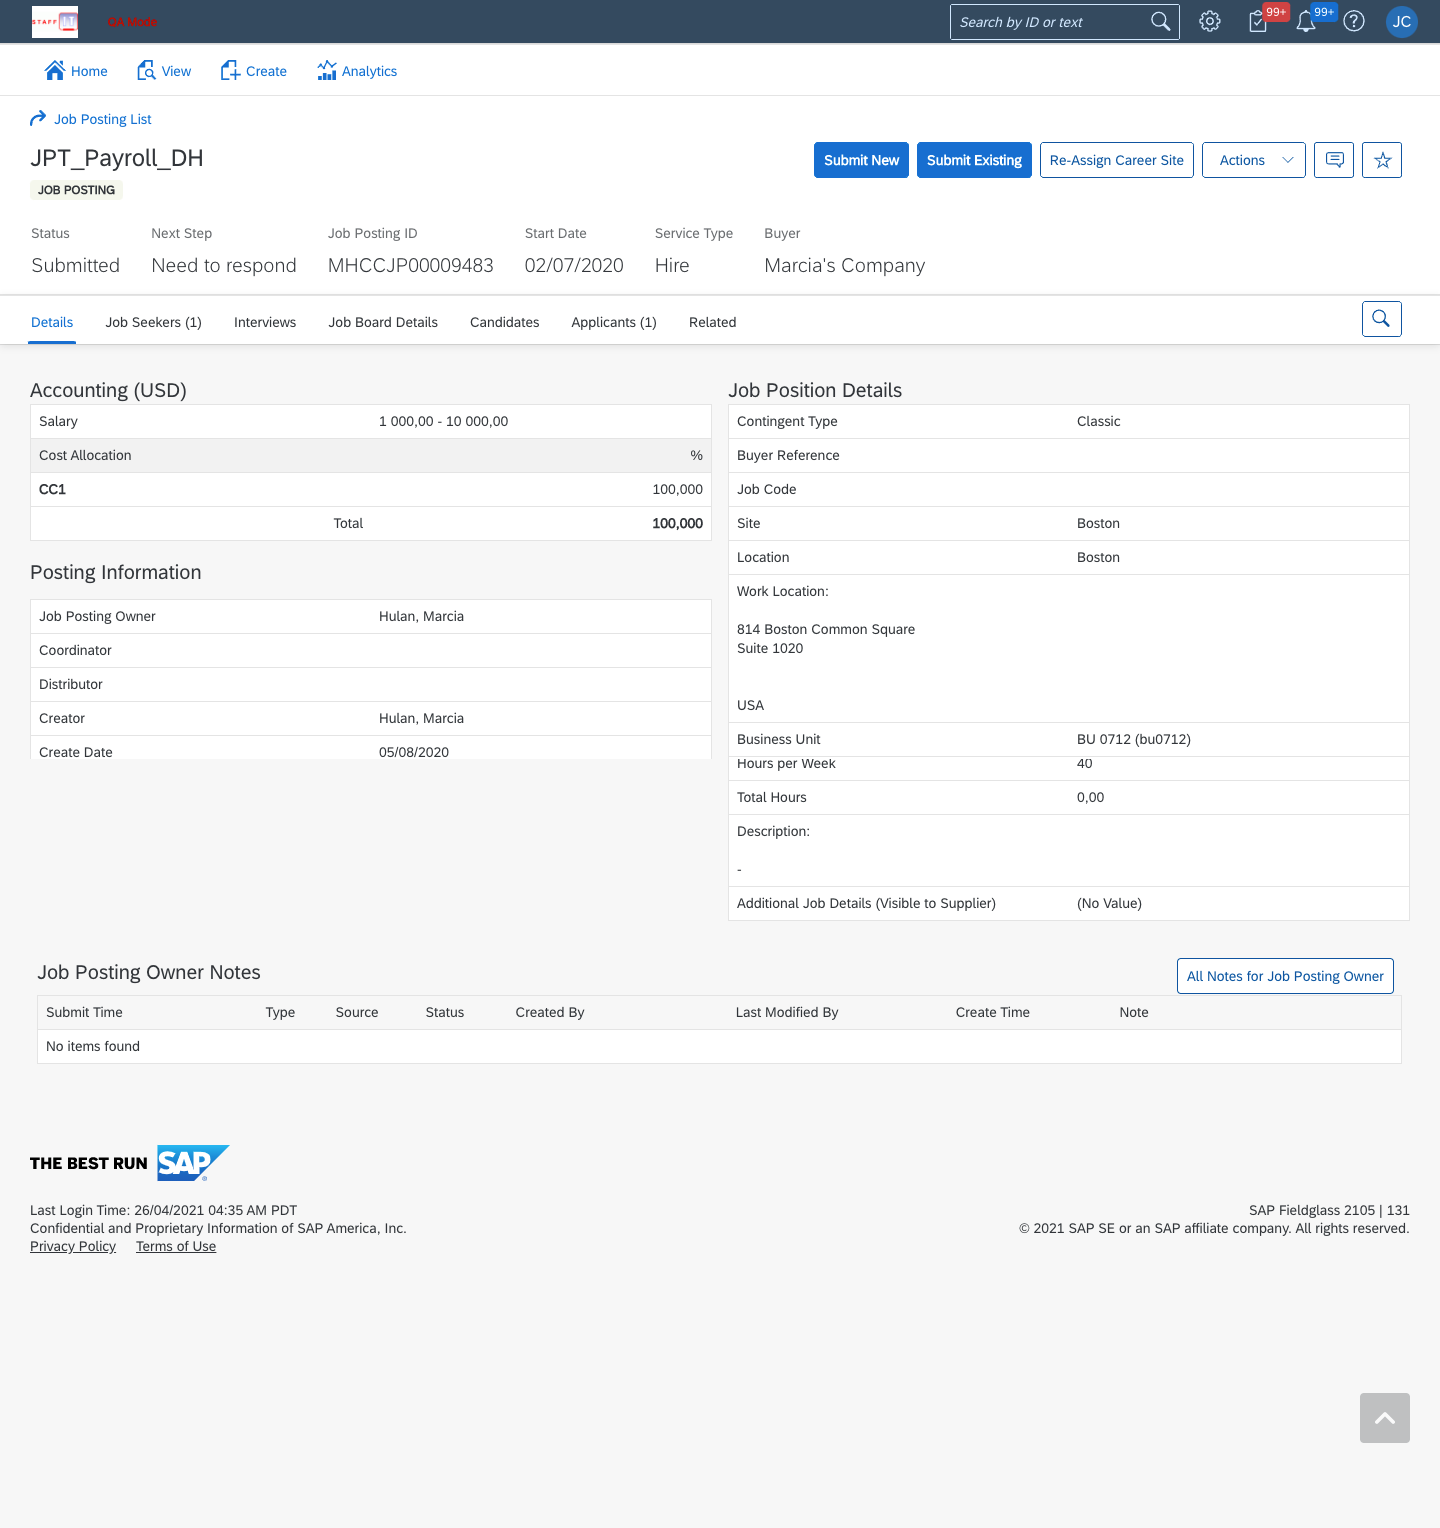 STAFF
QA Mode
Search by ID or text
99+
99+
JC
Home
View
Create
Analytics
Job Posting List
JPT_Payroll_DH
Submit New
Submit Existing
Re-Assign Career Site
Actions
JOB POSTING
Status
Next Step
Job Posting ID
Start Date
Service Type
Buyer
Submitted
Need to respond
MHCCJP00009483
02/07/2020
Hire
Marcia's Company
Details
Job Seekers (1)
Interviews
Job Board Details
Candidates
Applicants (1)
Related
Accounting (USD)
Salary 1 000,00 - 10 000,00
Cost Allocation %
CC1 100,000
Total 100,000
Posting Information
Job Posting Owner Hulan, Marcia
Coordinator
Distributor
Creator Hulan, Marcia
Create Date 05/08/2020
Job Position Details
Contingent Type Classic
Buyer Reference
Job Code
Site Boston
Location Boston
Work Location:
814 Boston Common Square
Suite 1020
USA
Business Unit BU 0712 (bu0712)
Hours per Week 40
Total Hours 0,00
Description:
-
Additional Job Details (Visible to Supplier) (No Value)
Job Posting Owner Notes
All Notes for Job Posting Owner
Submit Time Type Source Status Created By Last Modified By Create Time Note
No items found
THE BEST RUN SAP®
Last Login Time: 26/04/2021 04:35 AM PDT
Confidential and Proprietary Information of SAP America, Inc.
Privacy Policy Terms of Use
SAP Fieldglass 2105 | 131
© 2021 SAP SE or an SAP affiliate company. All rights reserved.